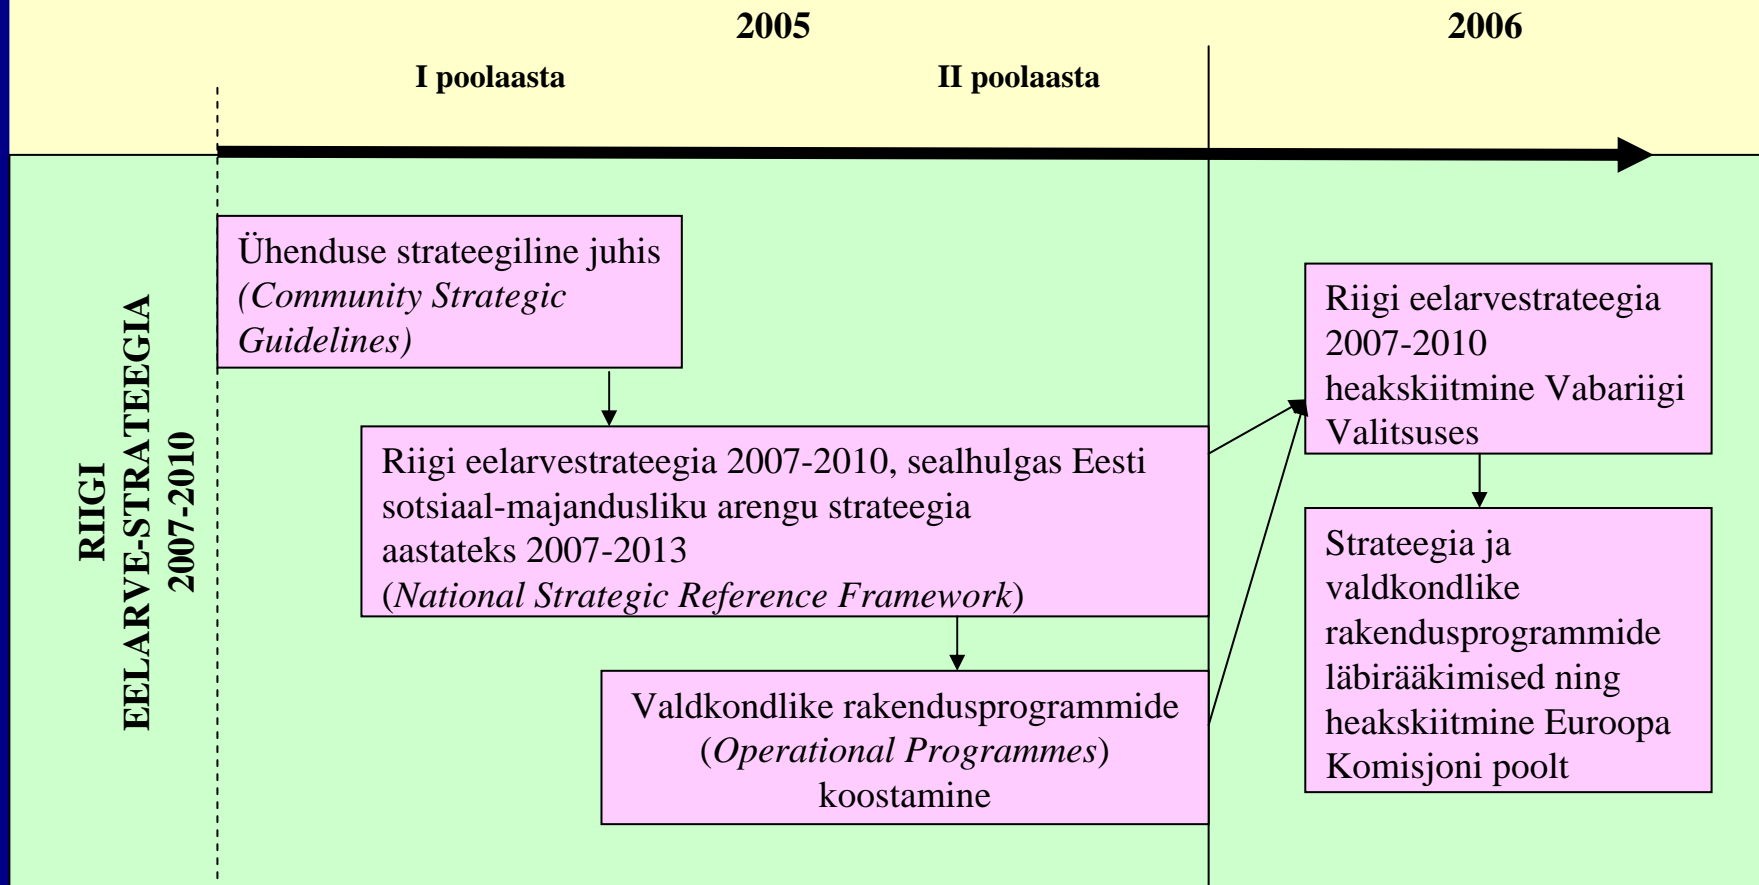 2005
2006
I poolaasta
II poolaasta
RIIGI
EELARVE-STRATEEGIA
2007-2010
Ühenduse strateegiline juhis
(Community Strategic
Guidelines)
Riigi eelarvestrateegia 2007-2010, sealhulgas Eesti
sotsiaal-majandusliku arengu strateegia
aastateks 2007-2013
(National Strategic Reference Framework)
Valdkondlike rakendusprogrammide
(Operational Programmes)
koostamine
Riigi eelarvestrateegia
2007-2010
heakskiitmine Vabariigi
Valitsuses
Strateegia ja
valdkondlike
rakendusprogrammide
läbirääkimised ning
heakskiitmine Euroopa
Komisjoni poolt